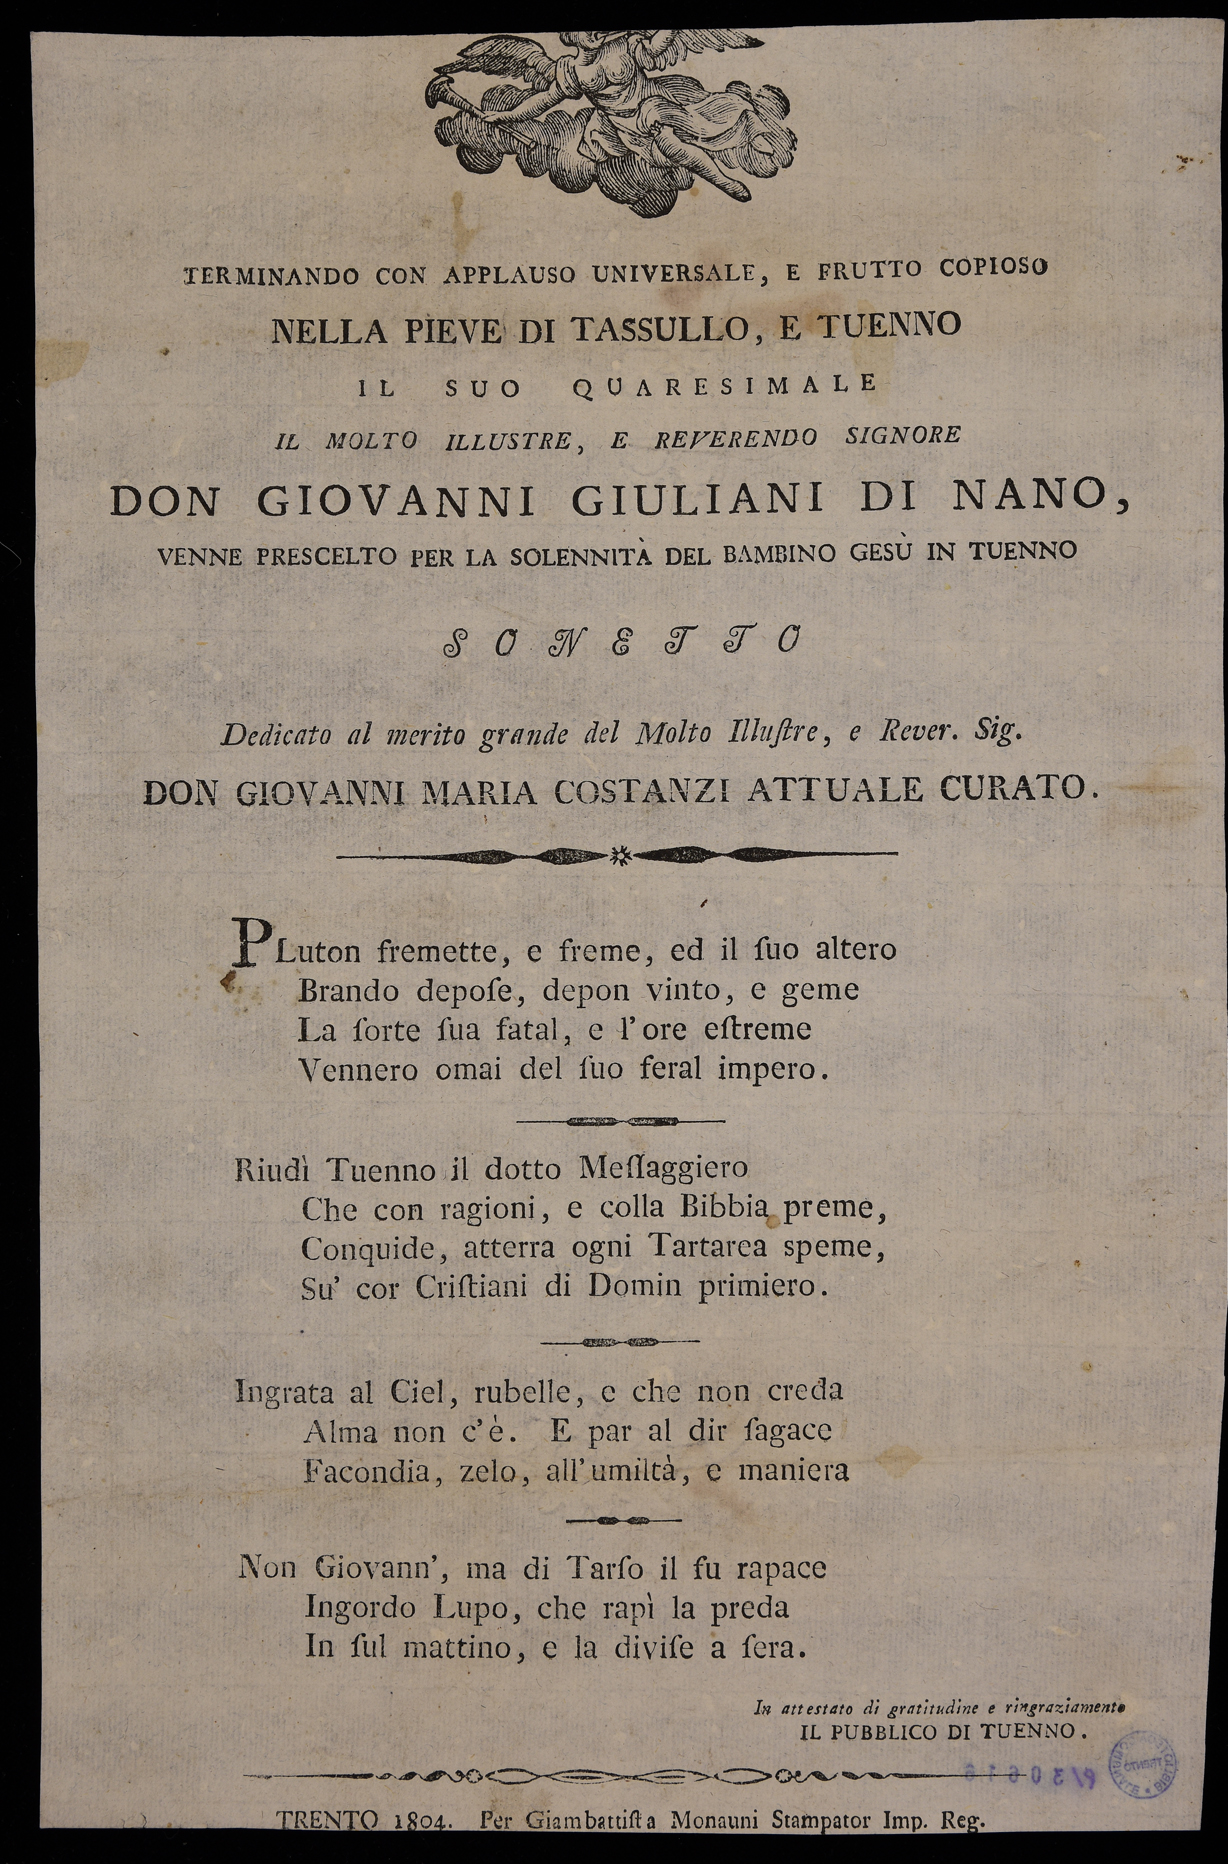 TERMINANDO CON APPLAUSO UNIVERSALE, E FRUTTO COPIOSO
NELLA PIEVE DI TASSULLO, E TUENNO
IL SUO QUARESIMALE
IL MOLTO ILLUSTRE, E REVERENDO SIGNORE
DON GIOVANNI GIULIANI DI NANO,
VENNE PRESCELTO PER LA SOLENNITÀ DEL BAMBINO GESÙ IN TUENNO
SONETTO
Dedicato al merito grande del Molto Illuſtre, e Rever. Sig.
DON GIOVANNI MARIA COSTANZI ATTUALE CURATO.
PLuton fremette, e freme, ed il ſuo altero
Brando depoſe, depon vinto, e geme
La ſorte ſua fatal, e l'ore eſtreme
Vennero omai del ſuo feral impero.
Riudì Tuenno il dotto Meſſaggiero
Che con ragioni, e colla Bibbia preme,
Conquide, atterra ogni Tartarea speme,
Su' cor Criſtiani di Domin primiero.
Ingrata al Ciel, rubelle, e che non creda
Alma non c'è. E par al dir ſagace
Facondia, zelo, all'umiltà, e maniera
Non Giovann', ma di Tarſo il fu rapace
Ingordo Lupo, che rapì la preda
In ſul mattino, e la diviſe a ſera.
In attestato di gratitudine e ringraziamento
IL PUBBLICO DI TUENNO.
TRENTO 1804. Per Giambattiſta Monauni Stampator Imp. Reg.